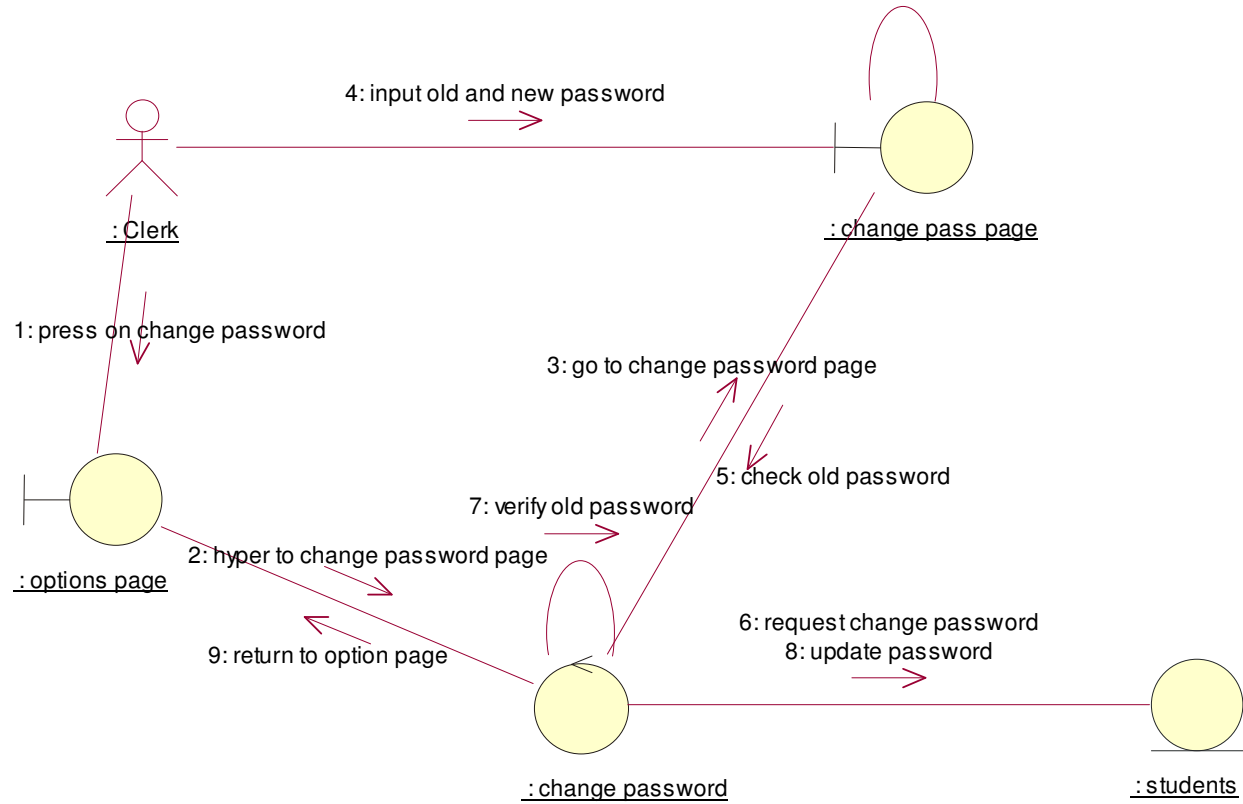 4: input old and new password
: Clerk
: change pass page
1: press on change password
3: go to change password page
5: check old password
7: verify old password
2: hyper to change password page
: options page
6: request change password
9: return to option page
8: update password
: change password
: students